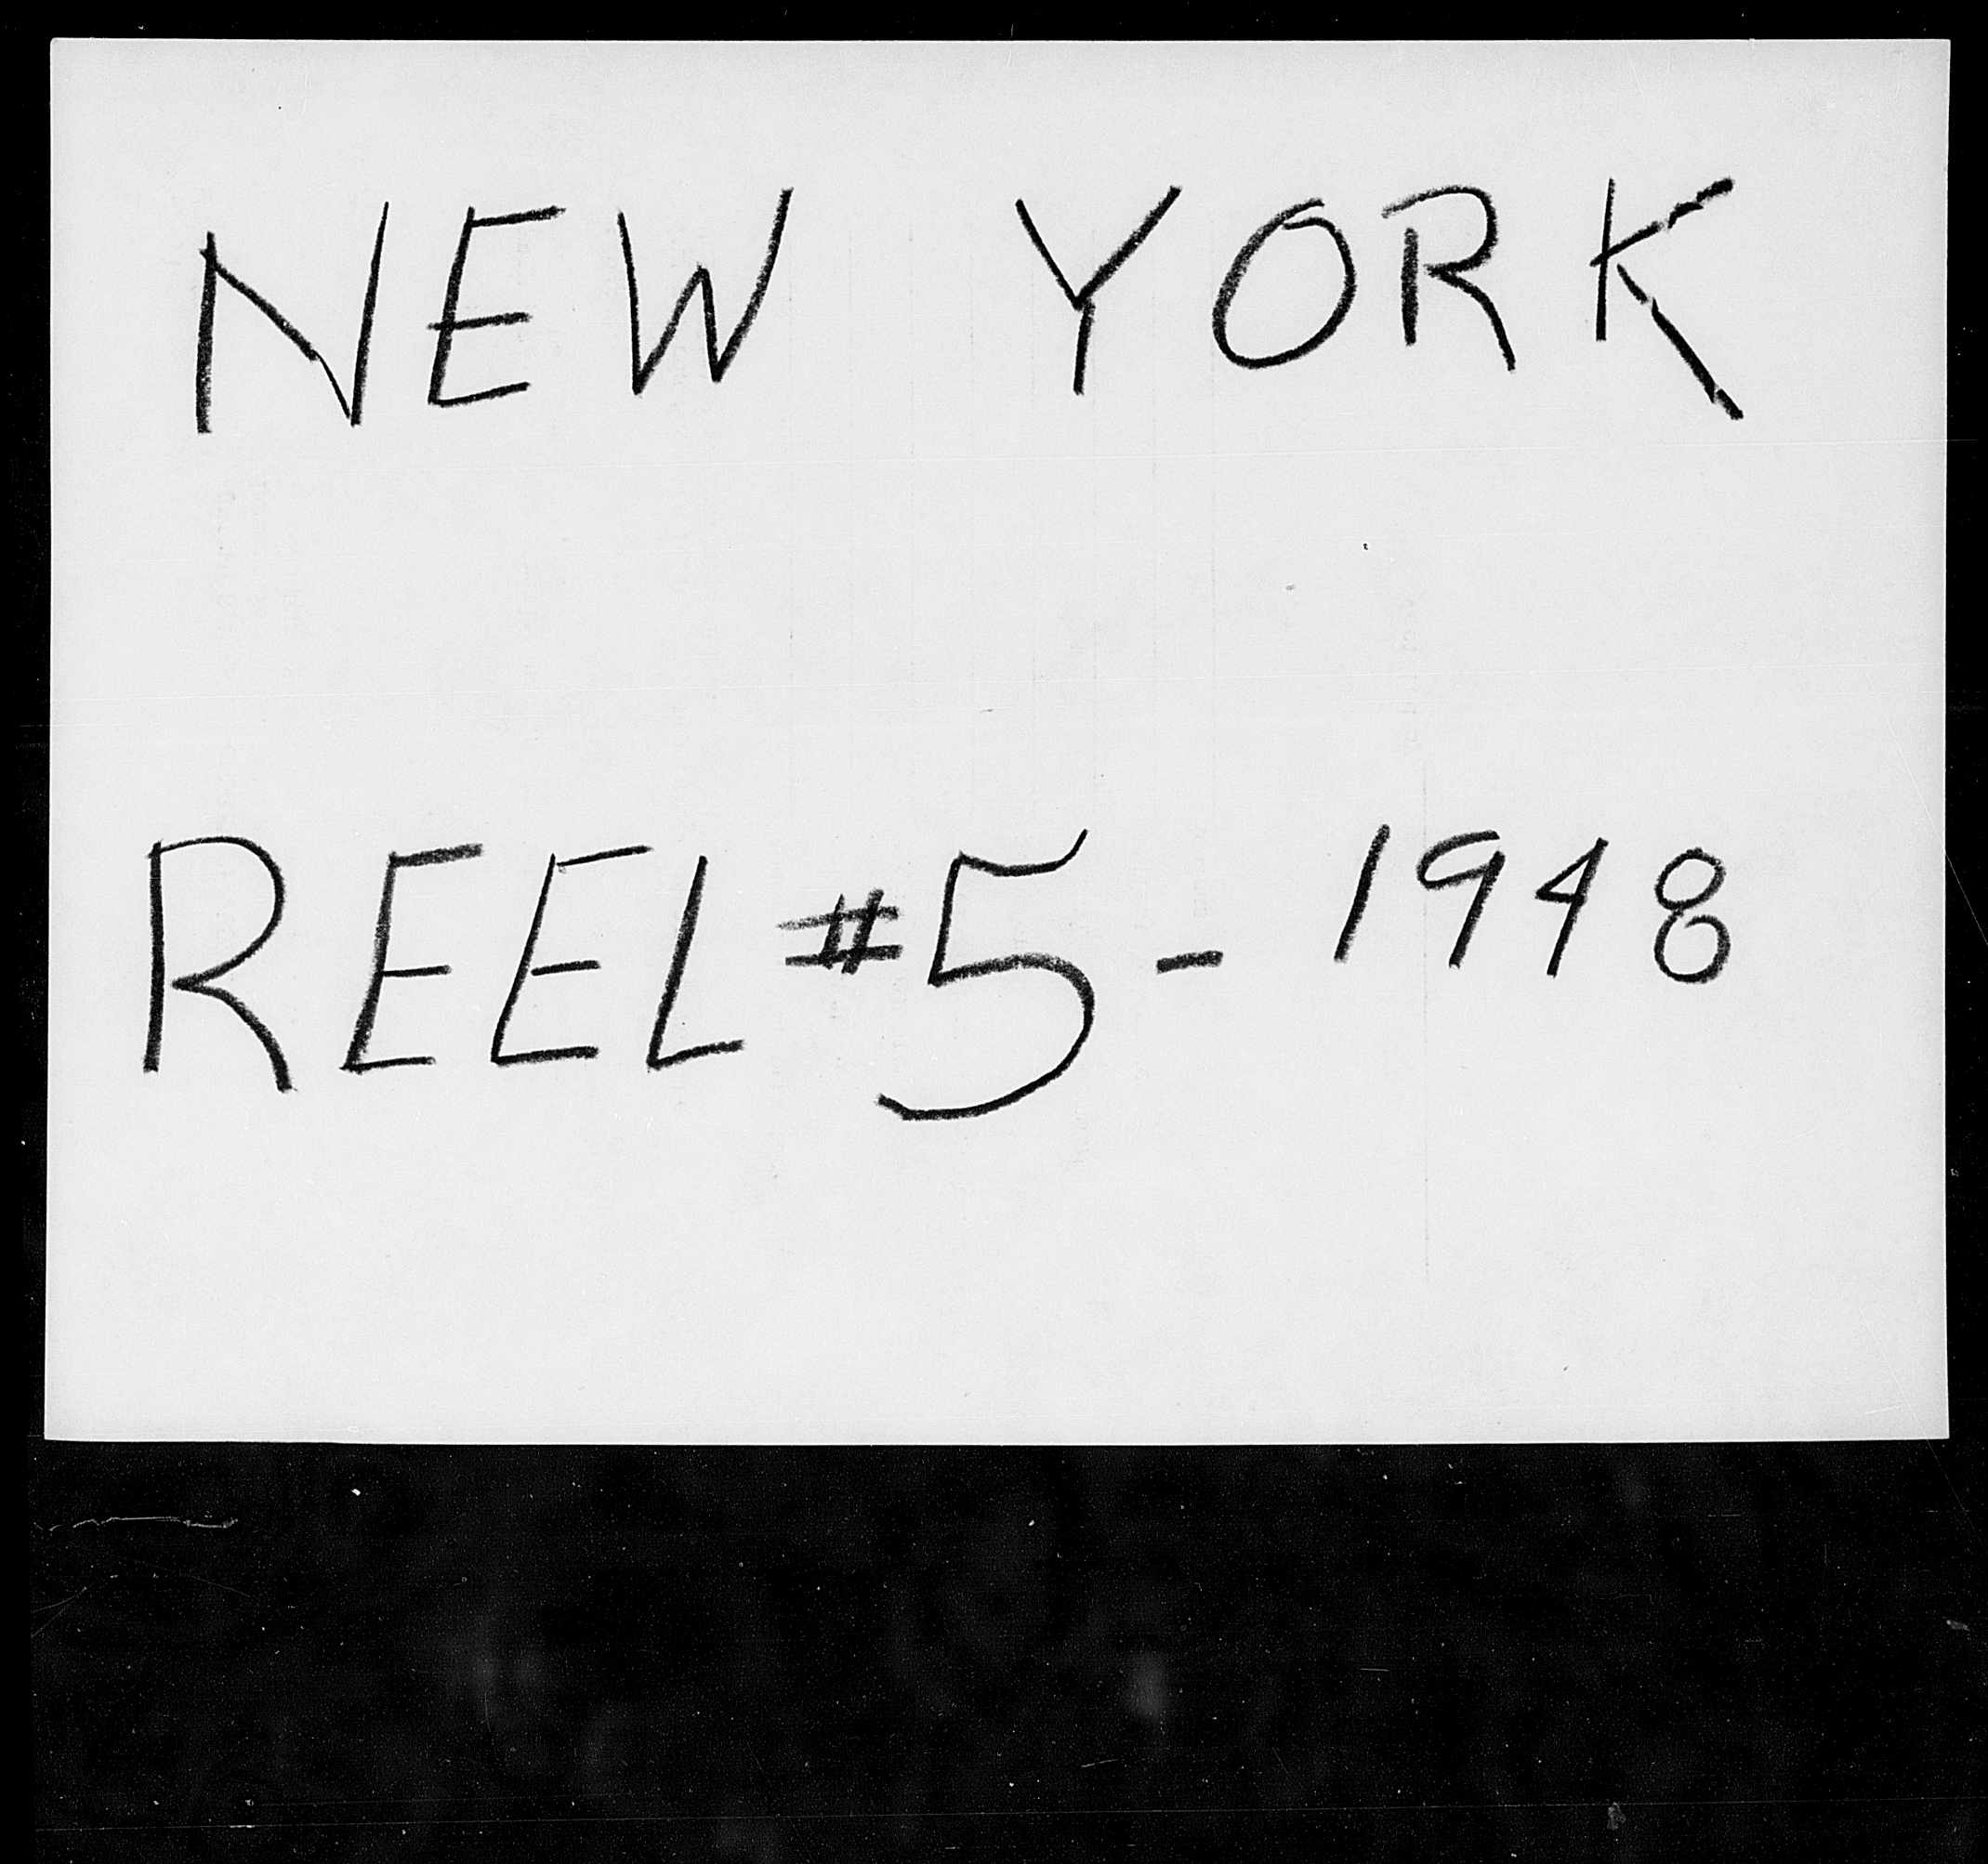 NEW YORK
REEL #5 - 1948